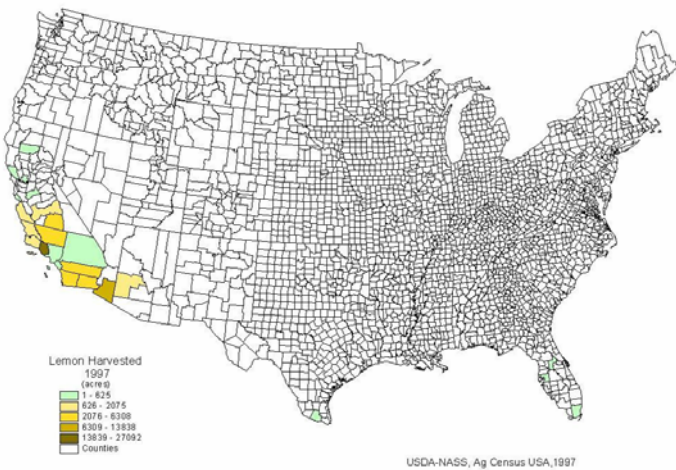 Lemon Harvested
1997
(acres)
1 - 625
626 - 2075
2076 - 6308
6309 - 13838
13839 - 27092
Counties
USDA-NASS, Ag Census USA,1997